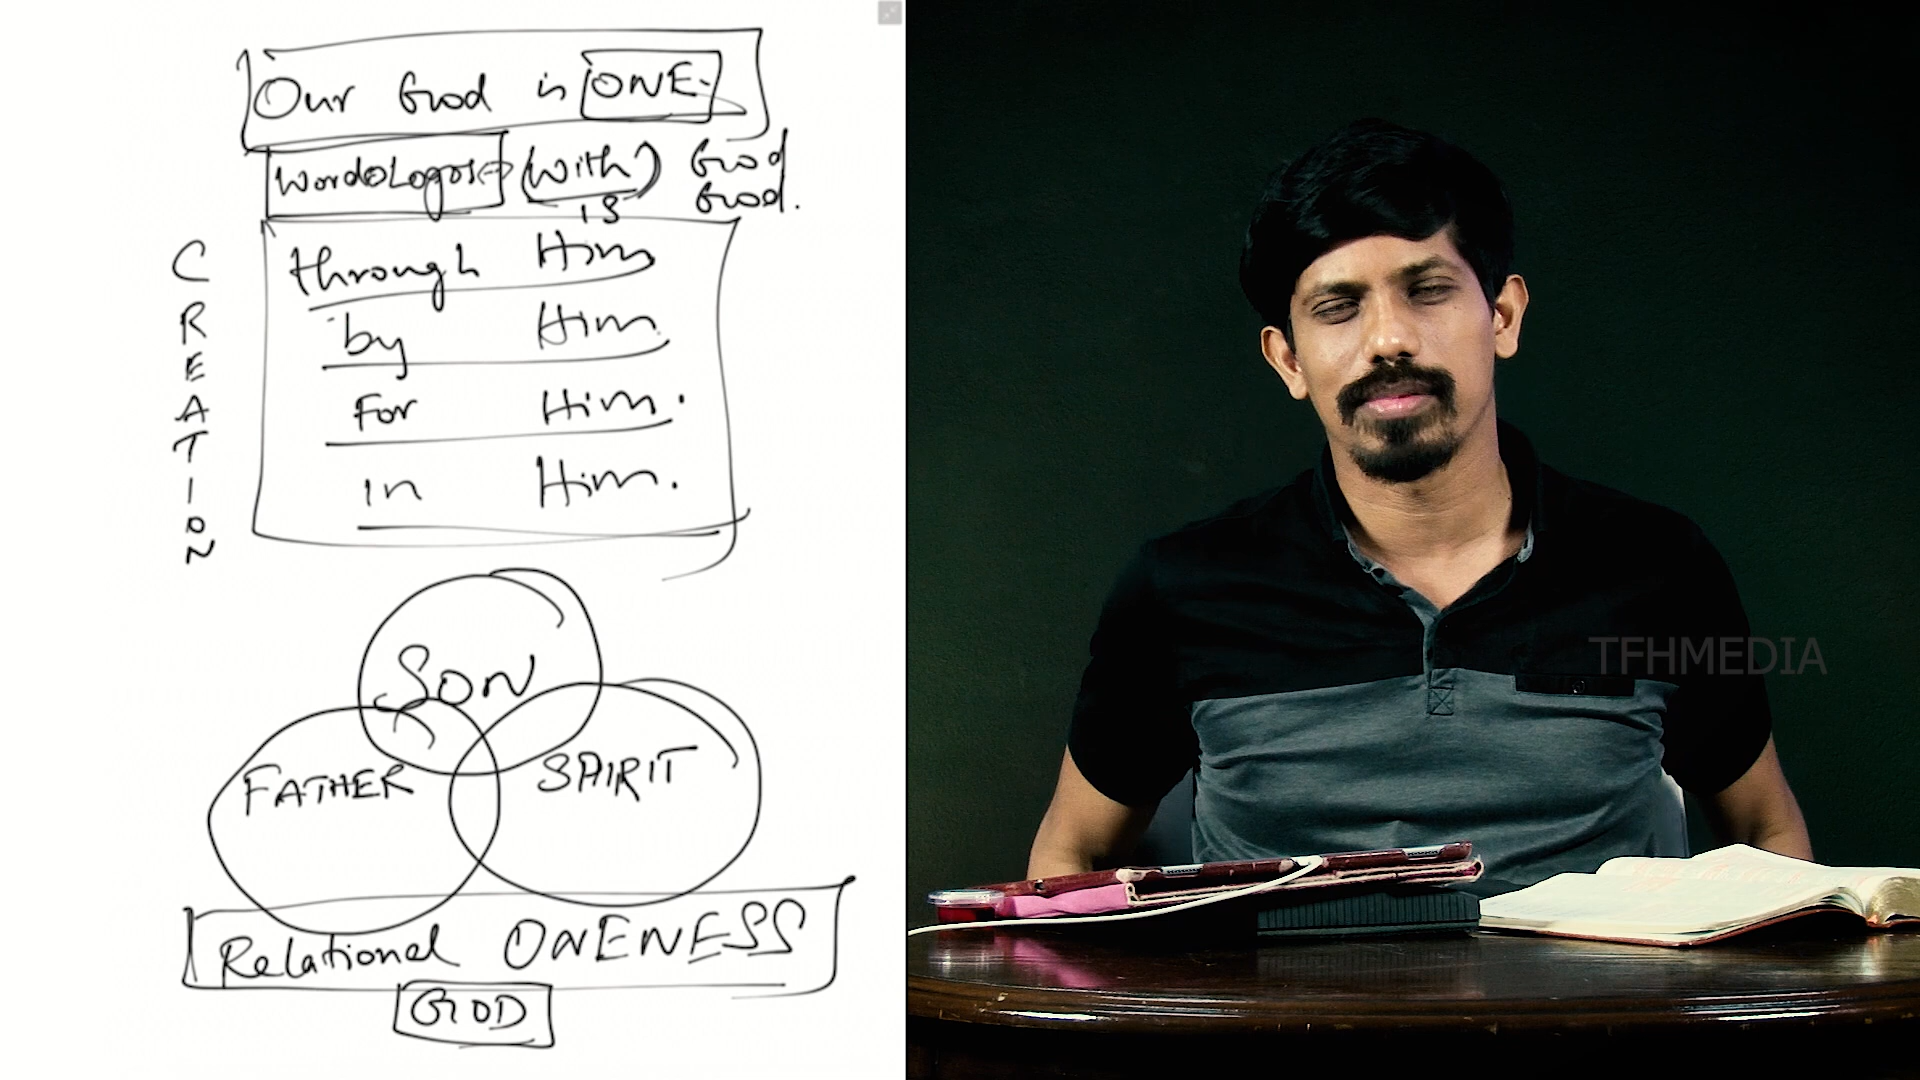 Our God is ONE.
Word Logos (With) God
is God.
CREATION
through Him
by Him.
For Him.
in Him.
SON
FATHER SPIRIT
Relational ONENESS
GOD
TFHMEDIA